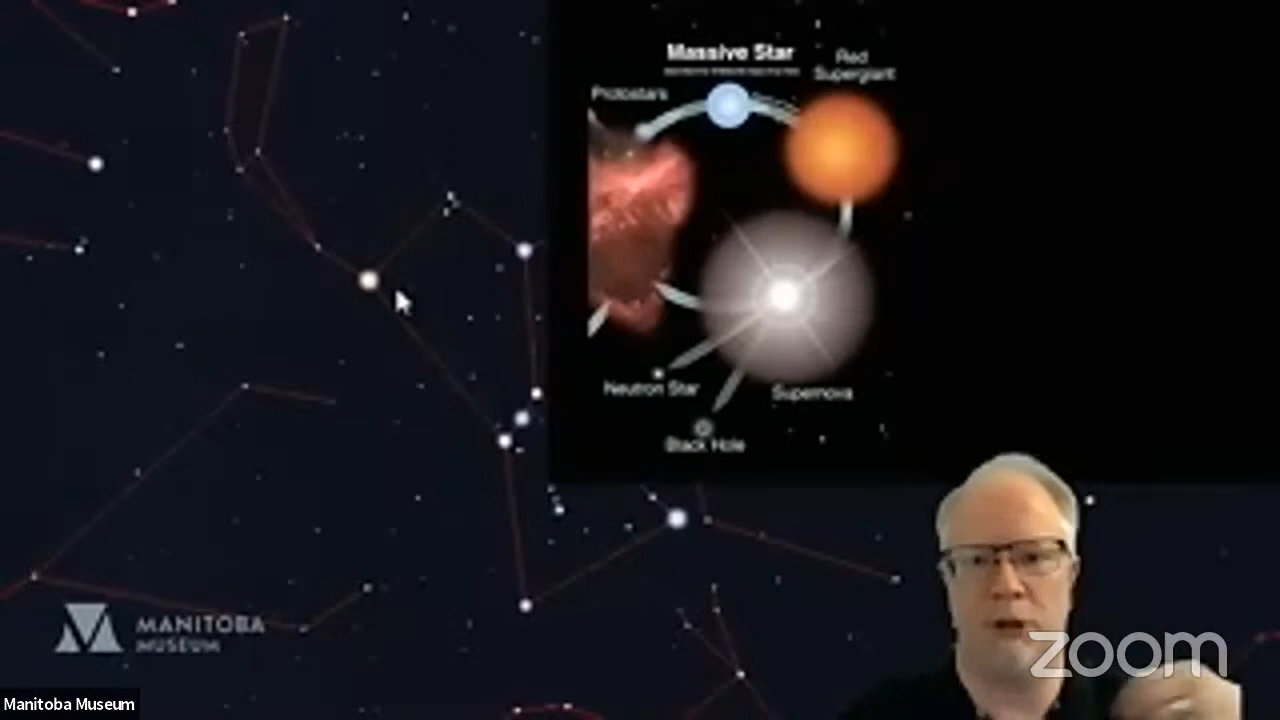 Massive Star
Red
Supergiant
Protostars
Neutron Star
Supernova
Black Hole
MANITOBA
MUSEUM
zoom
Manitoba Museum